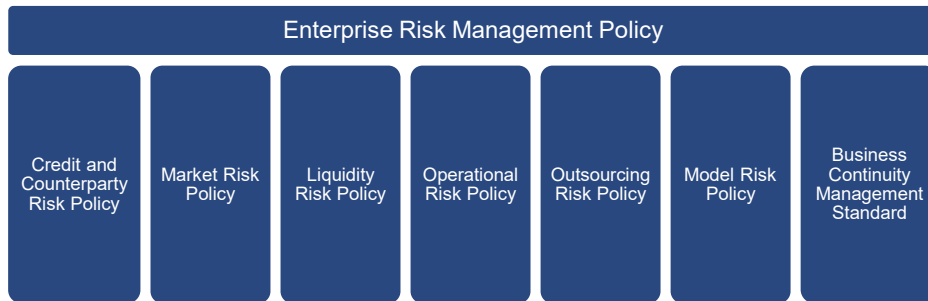 Enterprise Risk Management Policy
Credit and
Counterparty
Risk Policy
Market Risk
Policy
Liquidity
Risk Policy
Operational
Risk Policy
Outsourcing
Risk Policy
Model Risk
Policy
Business
Continuity
Management
Standard